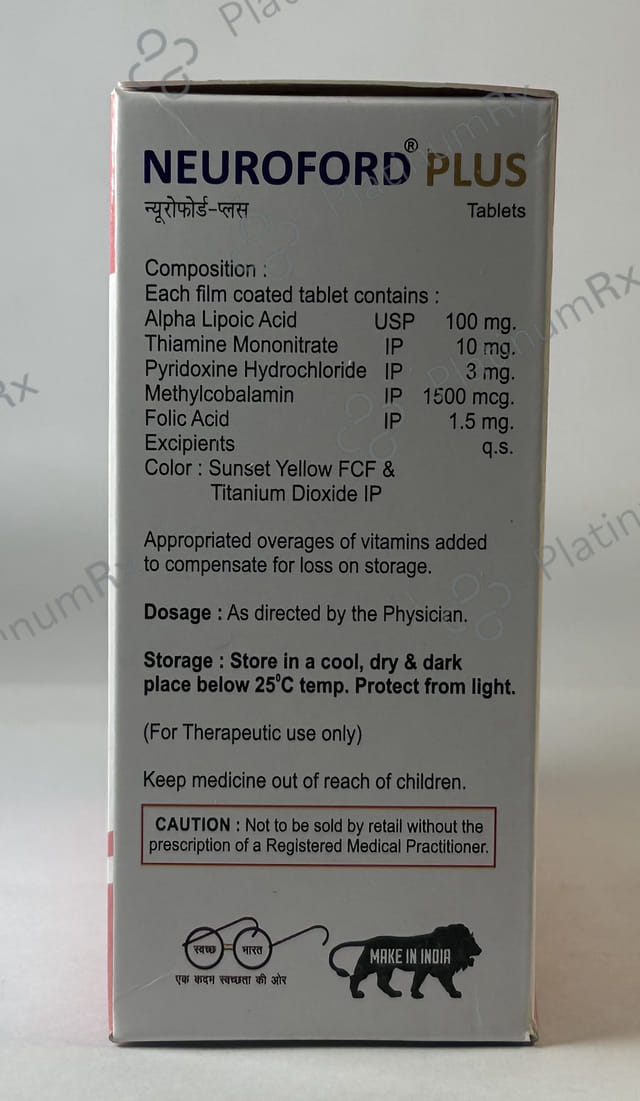 NEUROFORD® PLUS
न्यूरोफोर्ड-प्लस Tablets
Composition :
Each film coated tablet contains :
Alpha Lipoic Acid USP 100 mg.
Thiamine Mononitrate IP 10 mg.
Pyridoxine Hydrochloride IP 3 mg.
Methylcobalamin IP 1500 mcg.
Folic Acid IP 1.5 mg.
Excipients q.s.
Color : Sunset Yellow FCF &
Titanium Dioxide IP
Appropriated overages of vitamins added
to compensate for loss on storage.
Dosage : As directed by the Physician.
Storage : Store in a cool, dry & dark
place below 25⁰C temp. Protect from light.
(For Therapeutic use only)
Keep medicine out of reach of children.
CAUTION : Not to be sold by retail without the
prescription of a Registered Medical Practitioner.
स्वच्छ भारत
एक कदम स्वच्छता की ओर
MAKE IN INDIA
PlatinumRx
PlatinumRx
PlatinumRx